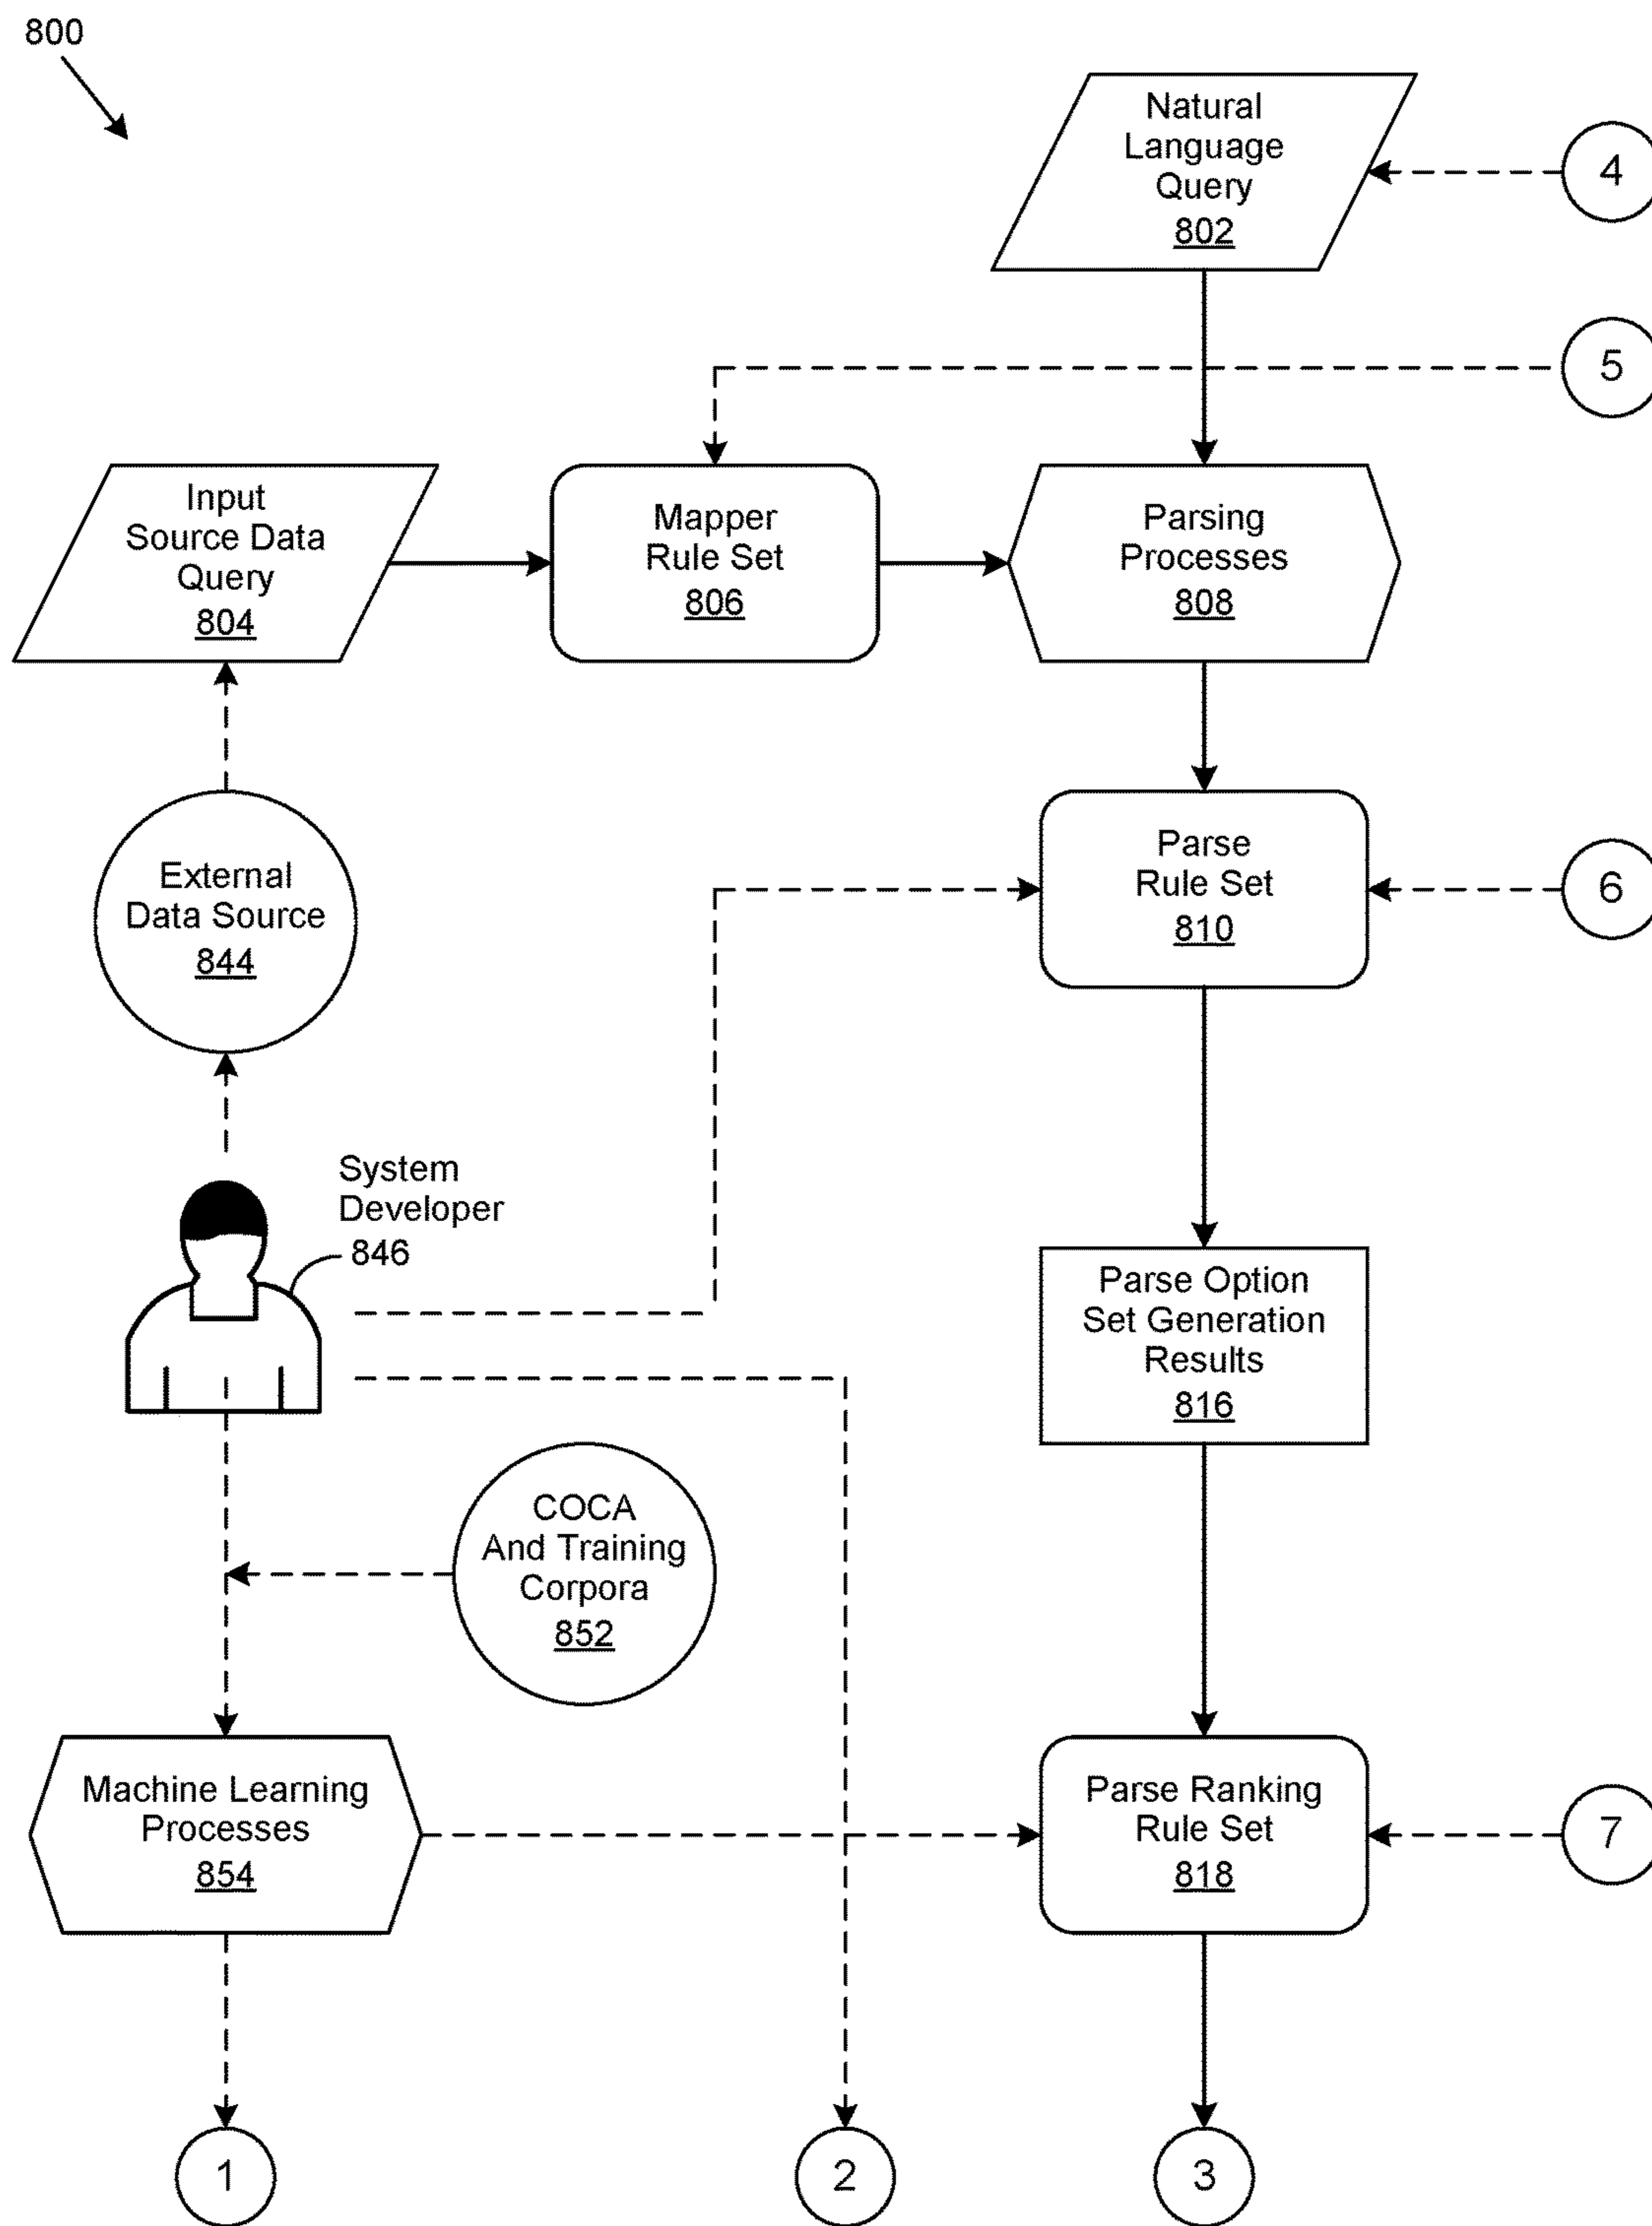 800
Natural
Language
Query
802
4
5
Input
Source Data
Query
804
Mapper
Rule Set
806
Parsing
Processes
808
External
Data Source
844
Parse
Rule Set
810
6
System
Developer
846
Parse Option
Set Generation
Results
816
COCA
And Training
Corpora
852
Machine Learning
Processes
854
Parse Ranking
Rule Set
818
7
1
2
3